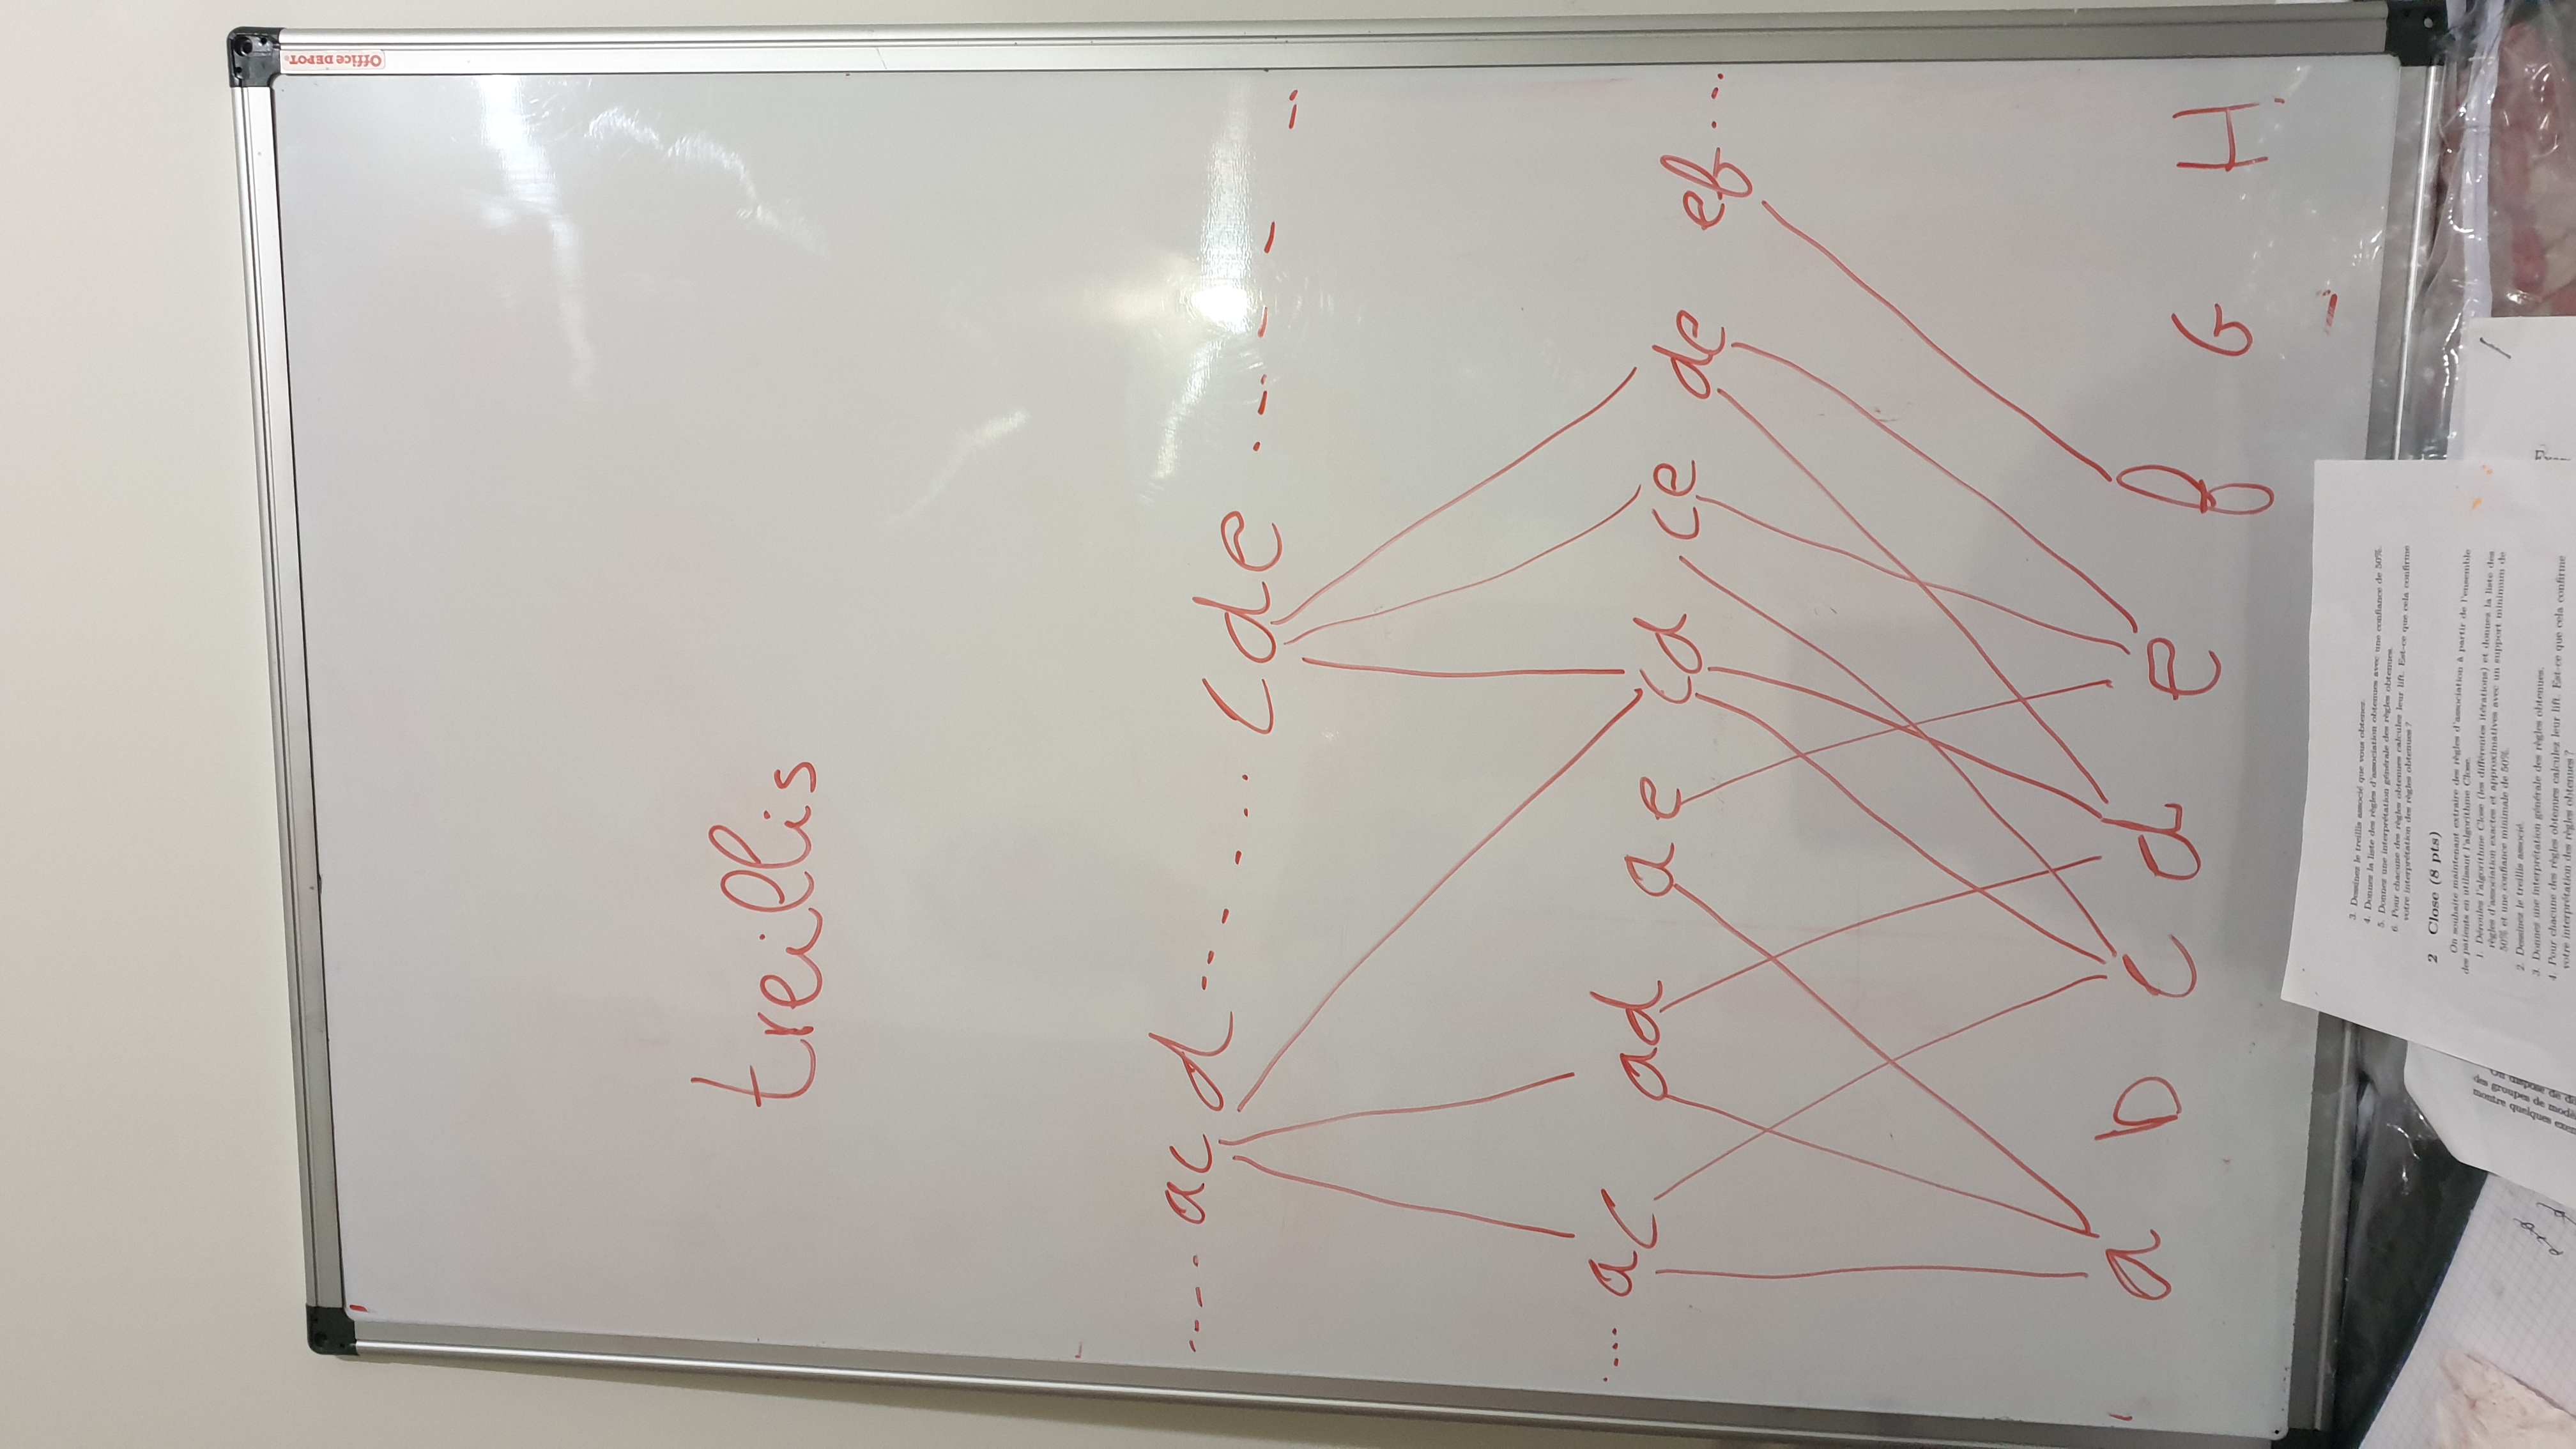 Office DEPOT
treillis
.... ac d --- ... cde .---- --
.... ac ad ae cd ce de ef ...
a b c d e f G H
3. Dessinez le treillis associé que vous obtenez.
4. Donnez la liste des règles d'association obtenues avec une confiance de 50%.
5. Donnez une interprétation générale des règles obtenues.
6. Pour chacune des règles obtenues calculez leur lift. Est-ce que cela confirme
votre interprétation des règles obtenues ?
2 Close (8 pts)
On souhaite maintenant extraire des règles d'association à partir de l'ensemble
des patients en utilisant l'algorithme Close.
1. Déroulez l'algorithme Close (les différentes itérations) et donnez la liste des
règles d'association exactes et approximatives avec un support minimum de
50% et une confiance minimale de 50%.
2. Dessinez le treillis associé.
3. Donnez une interprétation générale des règles obtenues.
4. Pour chacune des règles obtenues calculez leur lift. Est-ce que cela confirme
votre interprétation des règles obtenues ?